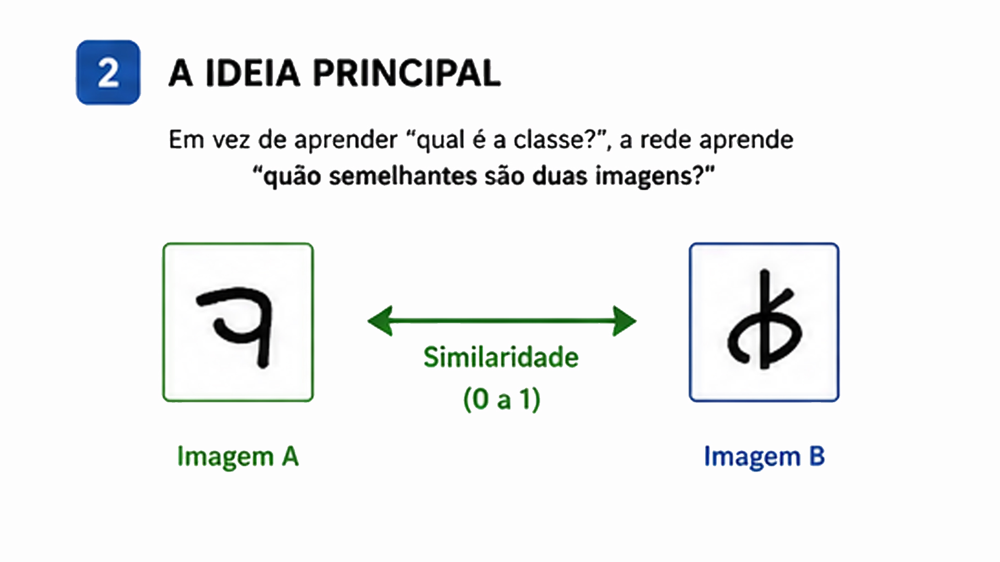 2
A IDEIA PRINCIPAL
Em vez de aprender “qual é a classe?”, a rede aprende
“quão semelhantes são duas imagens?”
Similaridade
(0 a 1)
Imagem A
Imagem B